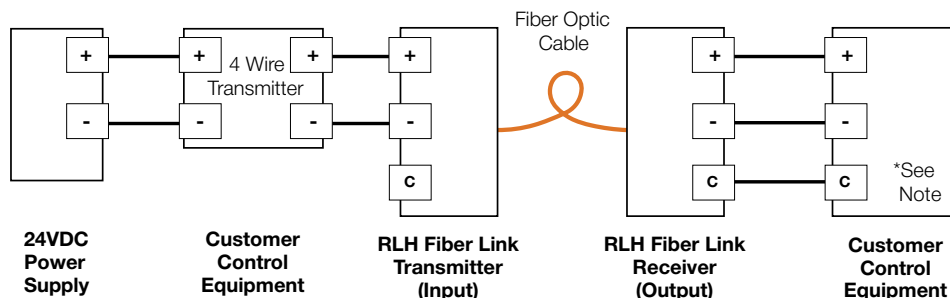 Fiber Optic
Cable
+ + + + + +
4 Wire
Transmitter
- - - - - -
C C C
*See
Note
24VDC
Power
Supply
Customer
Control
Equipment
RLH Fiber Link
Transmitter
(Input)
RLH Fiber Link
Receiver
(Output)
Customer
Control
Equipment